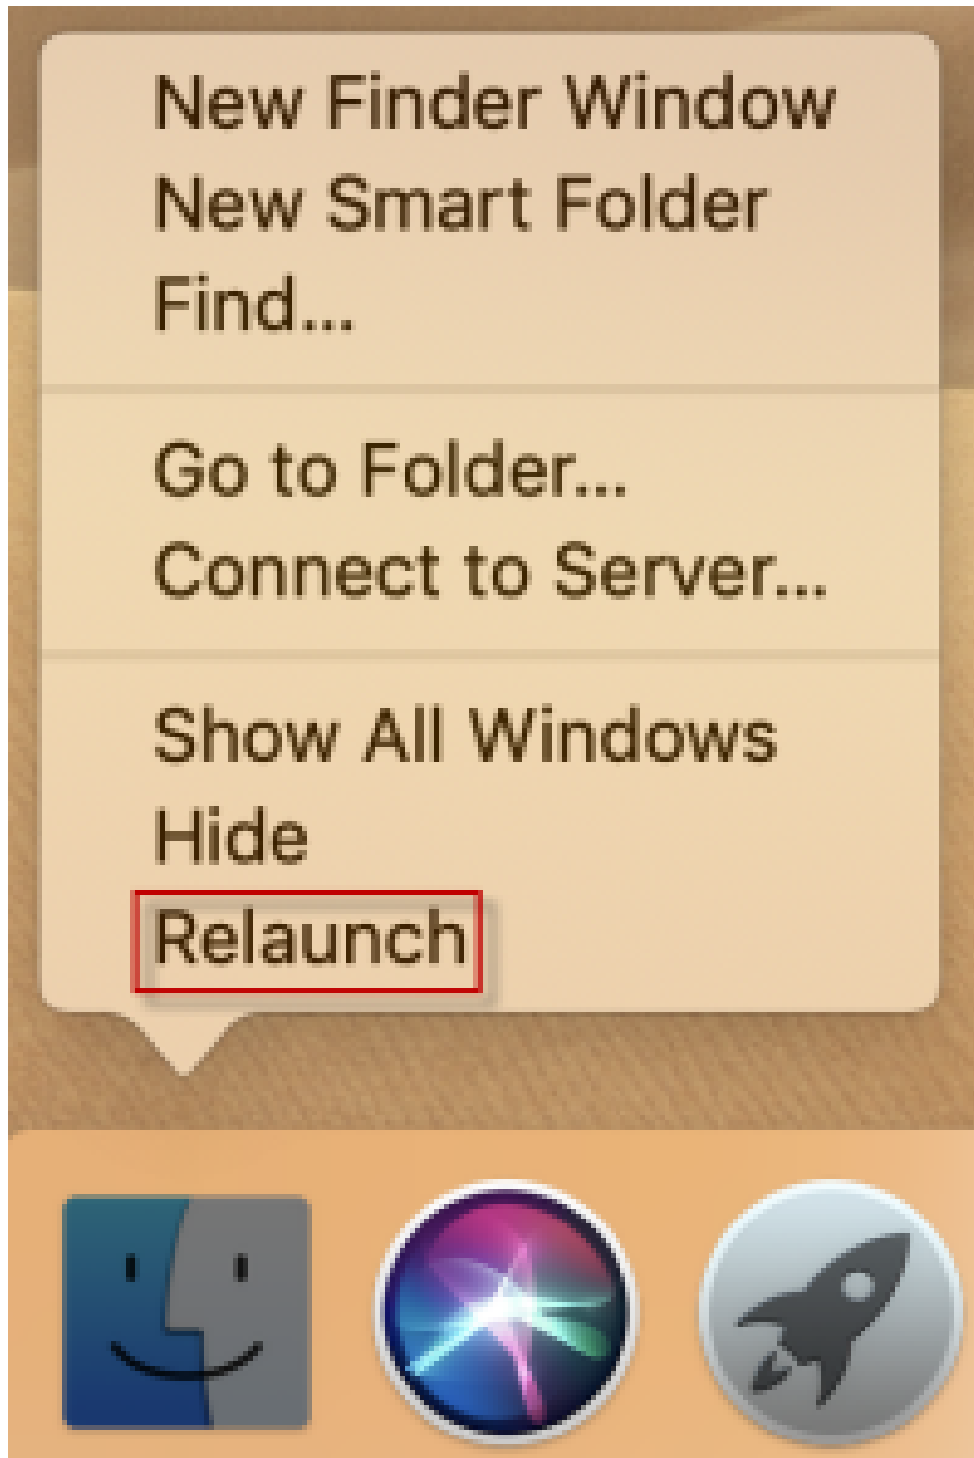 New Finder Window
New Smart Folder
Find...
Go to Folder...
Connect to Server...
Show All Windows
Hide
Relaunch